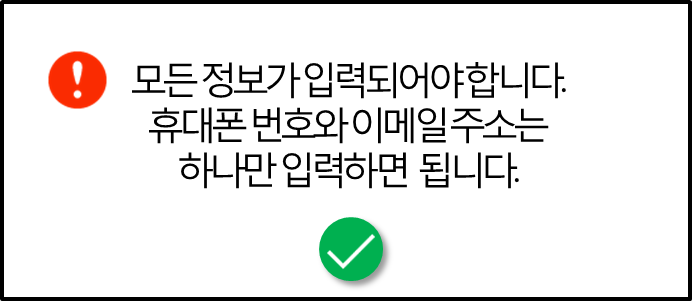 모든 정보가 입력되어야 합니다.
휴대폰 번호와 이메일 주소는
하나만 입력하면 됩니다.